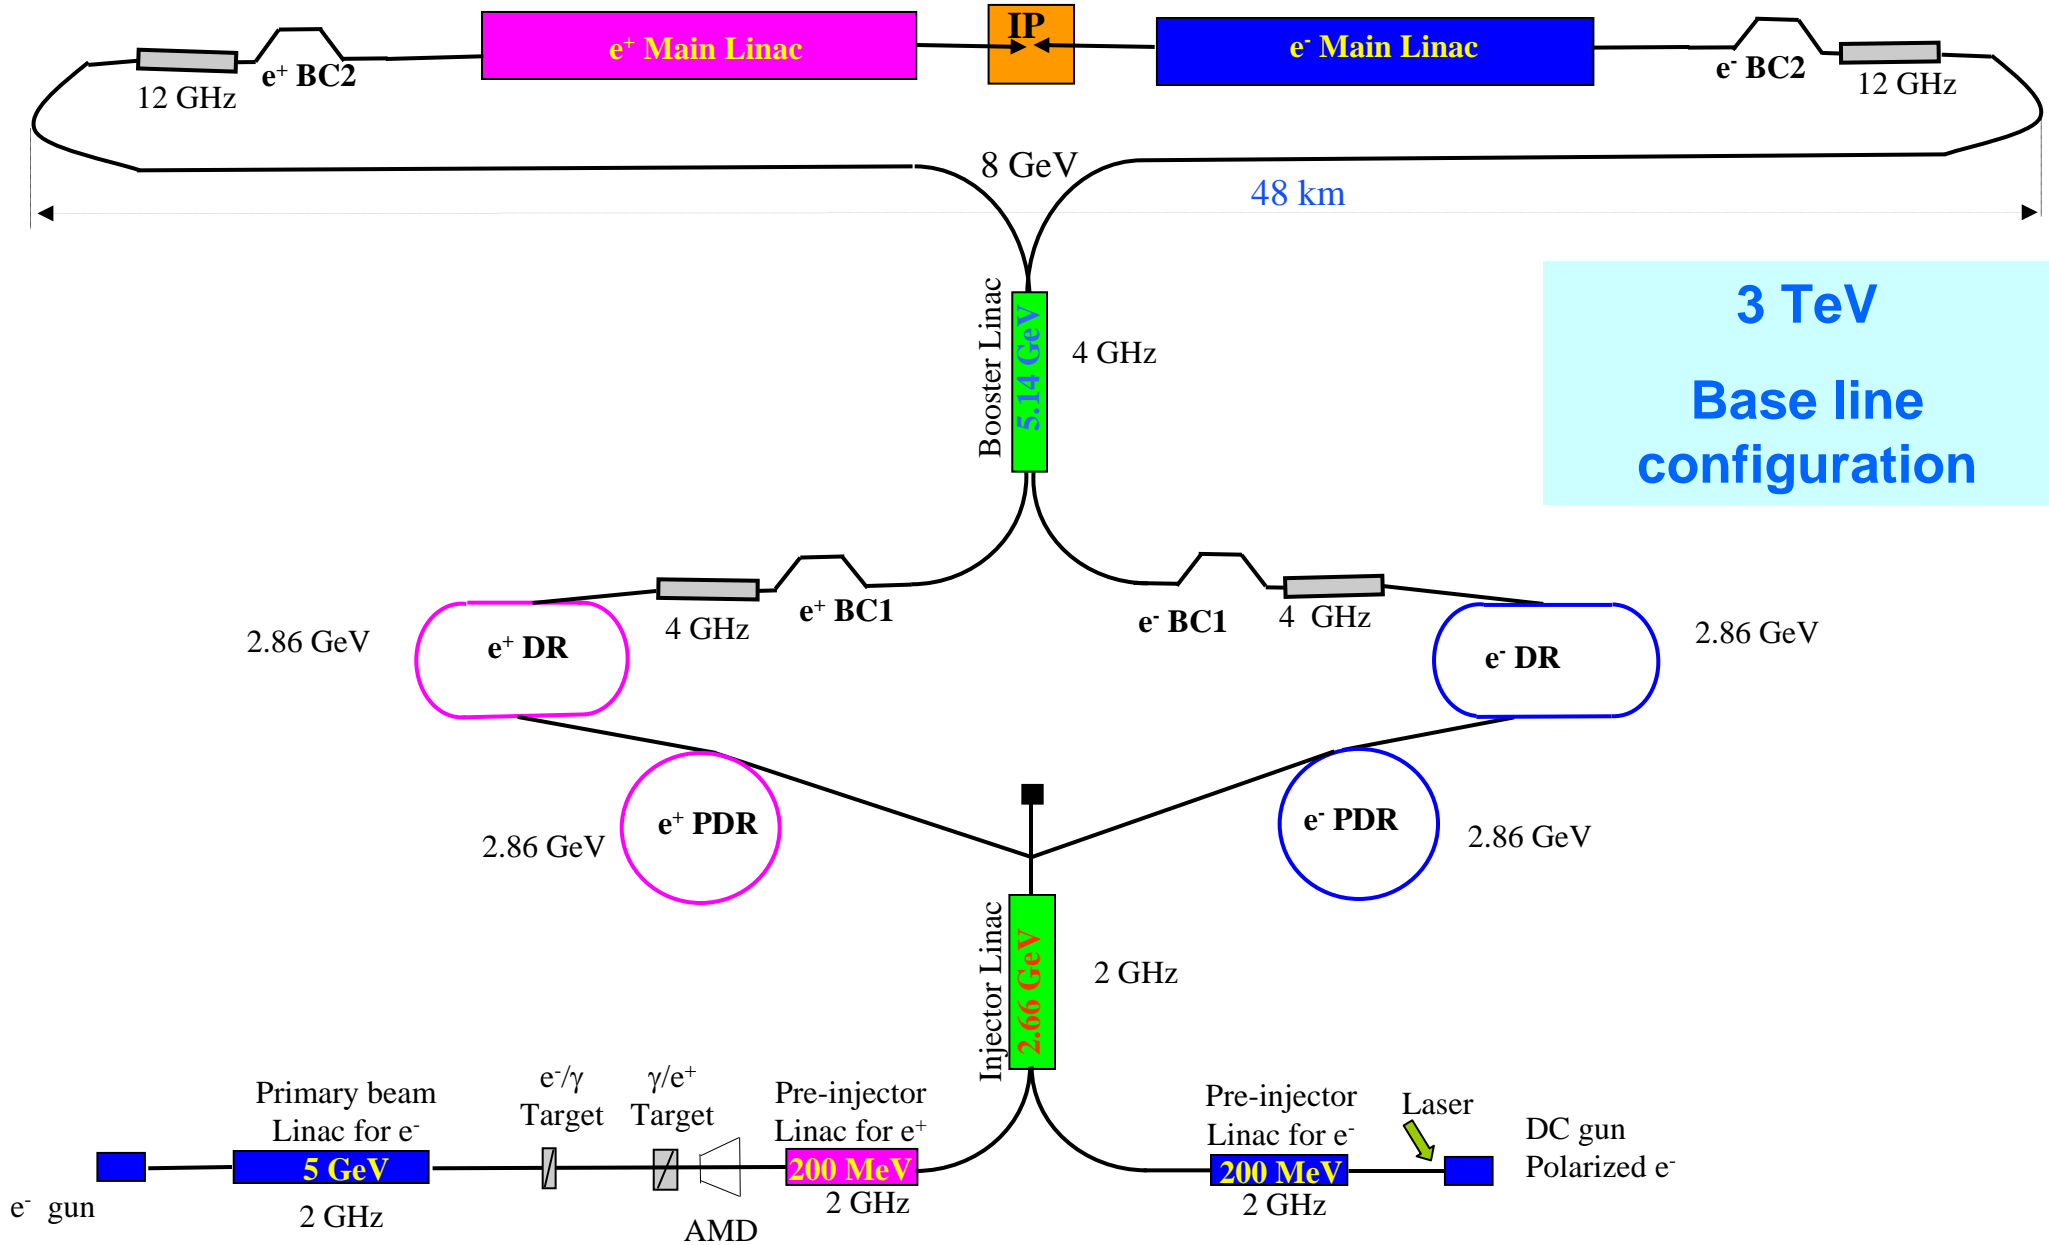 e⁺ Main Linac
IP
e⁻ Main Linac
e⁺ BC2
e⁻ BC2
12 GHz
12 GHz
8 GeV
48 km
3 TeV
Base line
configuration
Booster Linac
5.14 GeV
4 GHz
e⁺ BC1
e⁻ BC1
4 GHz
4 GHz
2.86 GeV
e⁺ DR
e⁻ DR
2.86 GeV
e⁺ PDR
e⁻ PDR
2.86 GeV
2.86 GeV
Injector Linac
2.66 GeV
2 GHz
Primary beam
Linac for e⁻
5 GeV
2 GHz
e⁻ gun
e⁻/γ
Target
γ/e⁺
Target
AMD
Pre-injector
Linac for e⁺
200 MeV
2 GHz
Pre-injector
Linac for e⁻
200 MeV
2 GHz
Laser
DC gun
Polarized e⁻